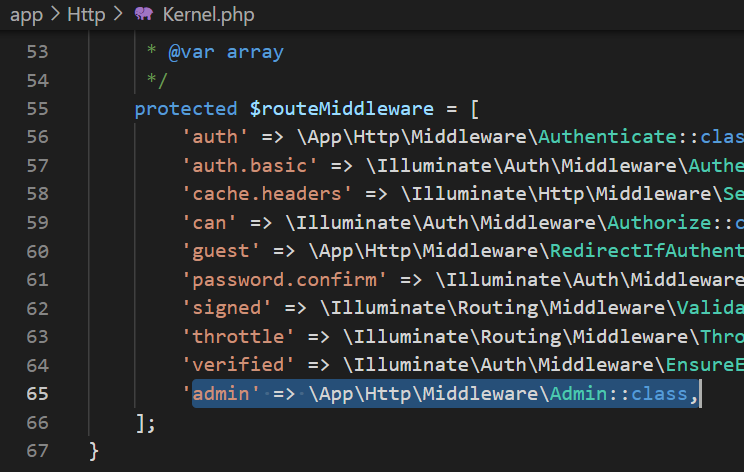 app > Http > Kernel.php
53 * @var array
54 */
55 protected $routeMiddleware = [
56 'auth' => \App\Http\Middleware\Authenticate::clas
57 'auth.basic' => \Illuminate\Auth\Middleware\Authe
58 'cache.headers' => \Illuminate\Http\Middleware\Se
59 'can' => \Illuminate\Auth\Middleware\Authorize::c
60 'guest' => \App\Http\Middleware\RedirectIfAuthent
61 'password.confirm' => \Illuminate\Auth\Middleware
62 'signed' => \Illuminate\Routing\Middleware\Valida
63 'throttle' => \Illuminate\Routing\Middleware\Thro
64 'verified' => \Illuminate\Auth\Middleware\EnsureE
65 'admin' => \App\Http\Middleware\Admin::class,
66 ];
67 }